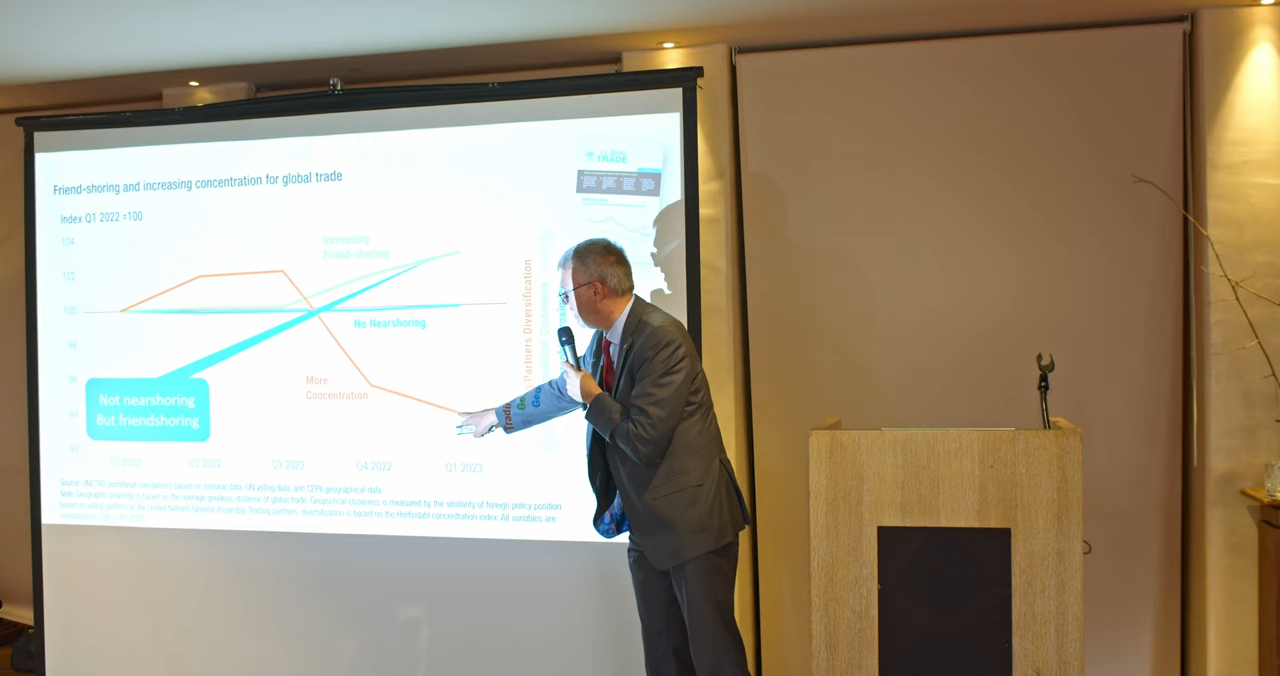 TRADE
Friend-shoring and increasing concentration for global trade
Index Q1 2022 =100
104
102
100
98
96
94
92
Increasing
Friend-shoring
No Nearshoring
More
Concentration
Not nearshoring
But friendshoring
Partners Diversification
Q1 2022
Q2 2022
Q3 2022
Q4 2022
Q1 2023
Source: UNCTAD secretariat calculations based on national data, UN voting data, and CEPII geographical data.
Note: Geographic proximity is based on the average geodesic distance of global trade. Geopolitical closeness is measured by the similarity of foreign policy position
based on voting patterns at the United Nations General Assembly. Trading partners' diversification is based on the Herfindahl concentration index. All variables are